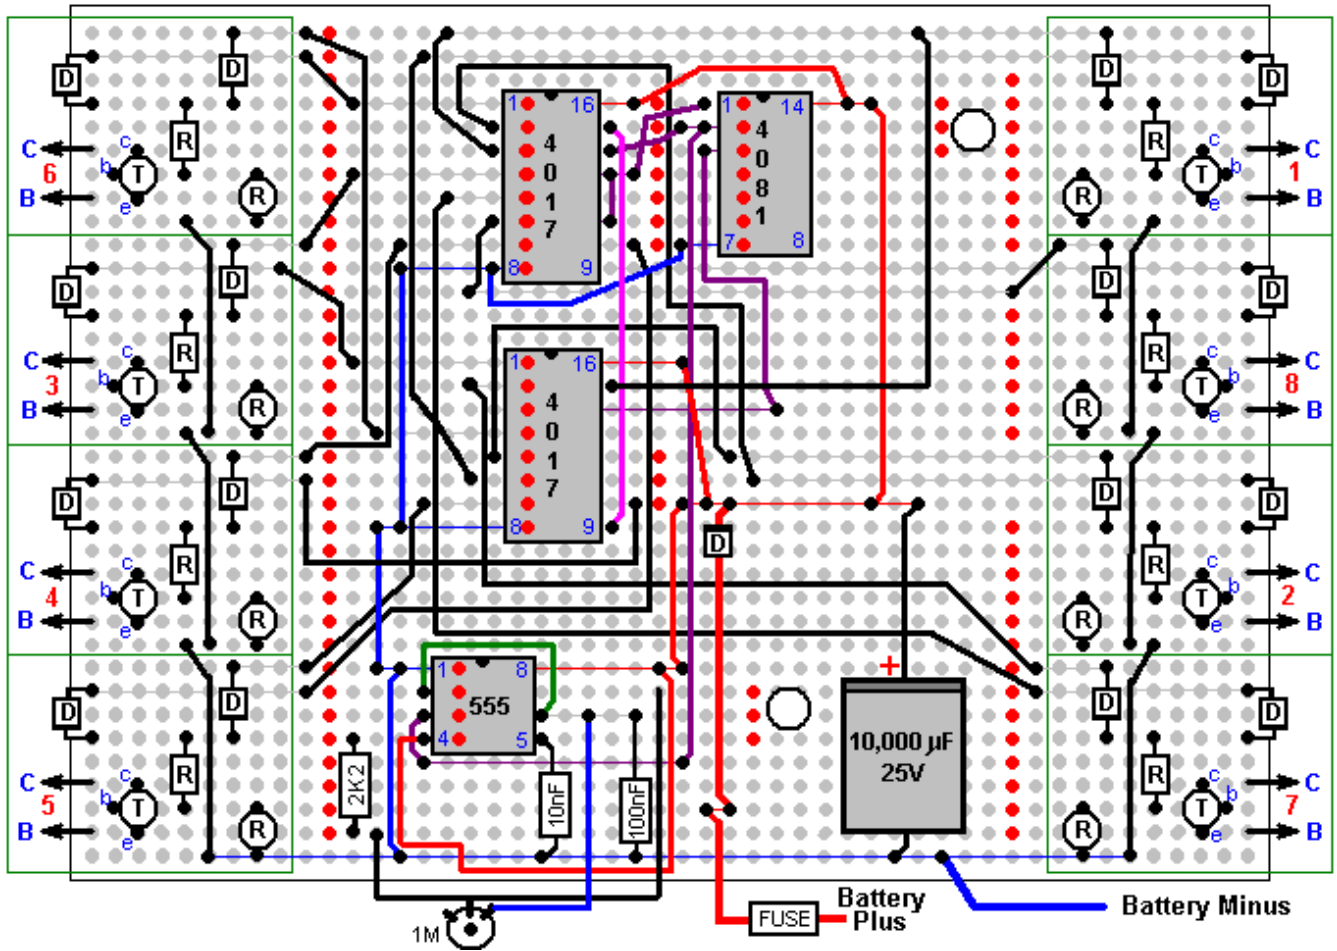 D
D
R
C
c
6
b
T
B
e
R
D
D
R
C
c
3
b
T
B
e
R
D
D
R
C
c
4
b
T
B
e
R
D
D
R
C
c
5
b
T
B
e
R
1 16
4
0
1
7
8 9
1 14
4
0
8
1
7 8
1 16
4
0
1
7
8 9
1 8
555
4 5
D
2K2
10nF
100nF
+
10,000 µF
25V
1M
FUSE
Battery
Plus
Battery Minus
D
D
R
c
C
T
b
1
R
e
B
D
D
R
c
C
T
b
8
R
e
B
D
D
R
c
C
T
b
2
R
e
B
D
D
R
c
C
T
b
7
R
e
B